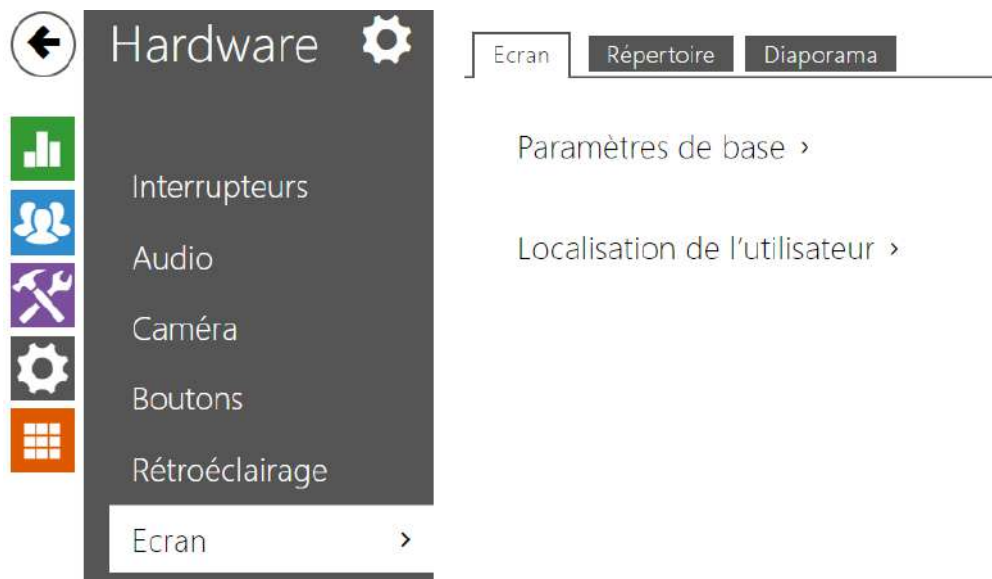 Hardware
Interrupteurs
Audio
Caméra
Boutons
Rétroéclairage
Ecran
Ecran Répertoire Diaporama
Paramètres de base
Localisation de l'utilisateur